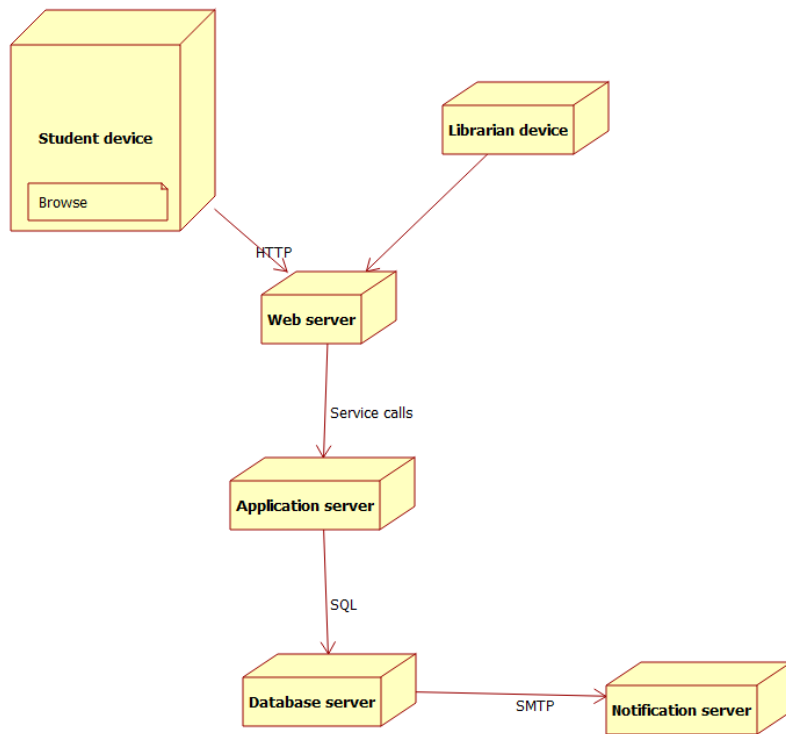 Student device
Browse
Librarian device
HTTP
Web server
Service calls
Application server
SQL
Database server
SMTP
Notification server